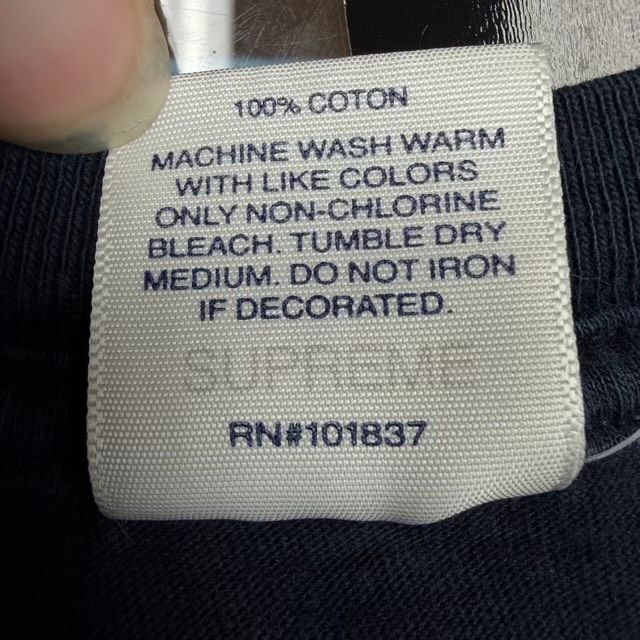 100% COTON
MACHINE WASH WARM
WITH LIKE COLORS
ONLY NON-CHLORINE
BLEACH. TUMBLE DRY
MEDIUM. DO NOT IRON
IF DECORATED.
SUPREME
RN#101837